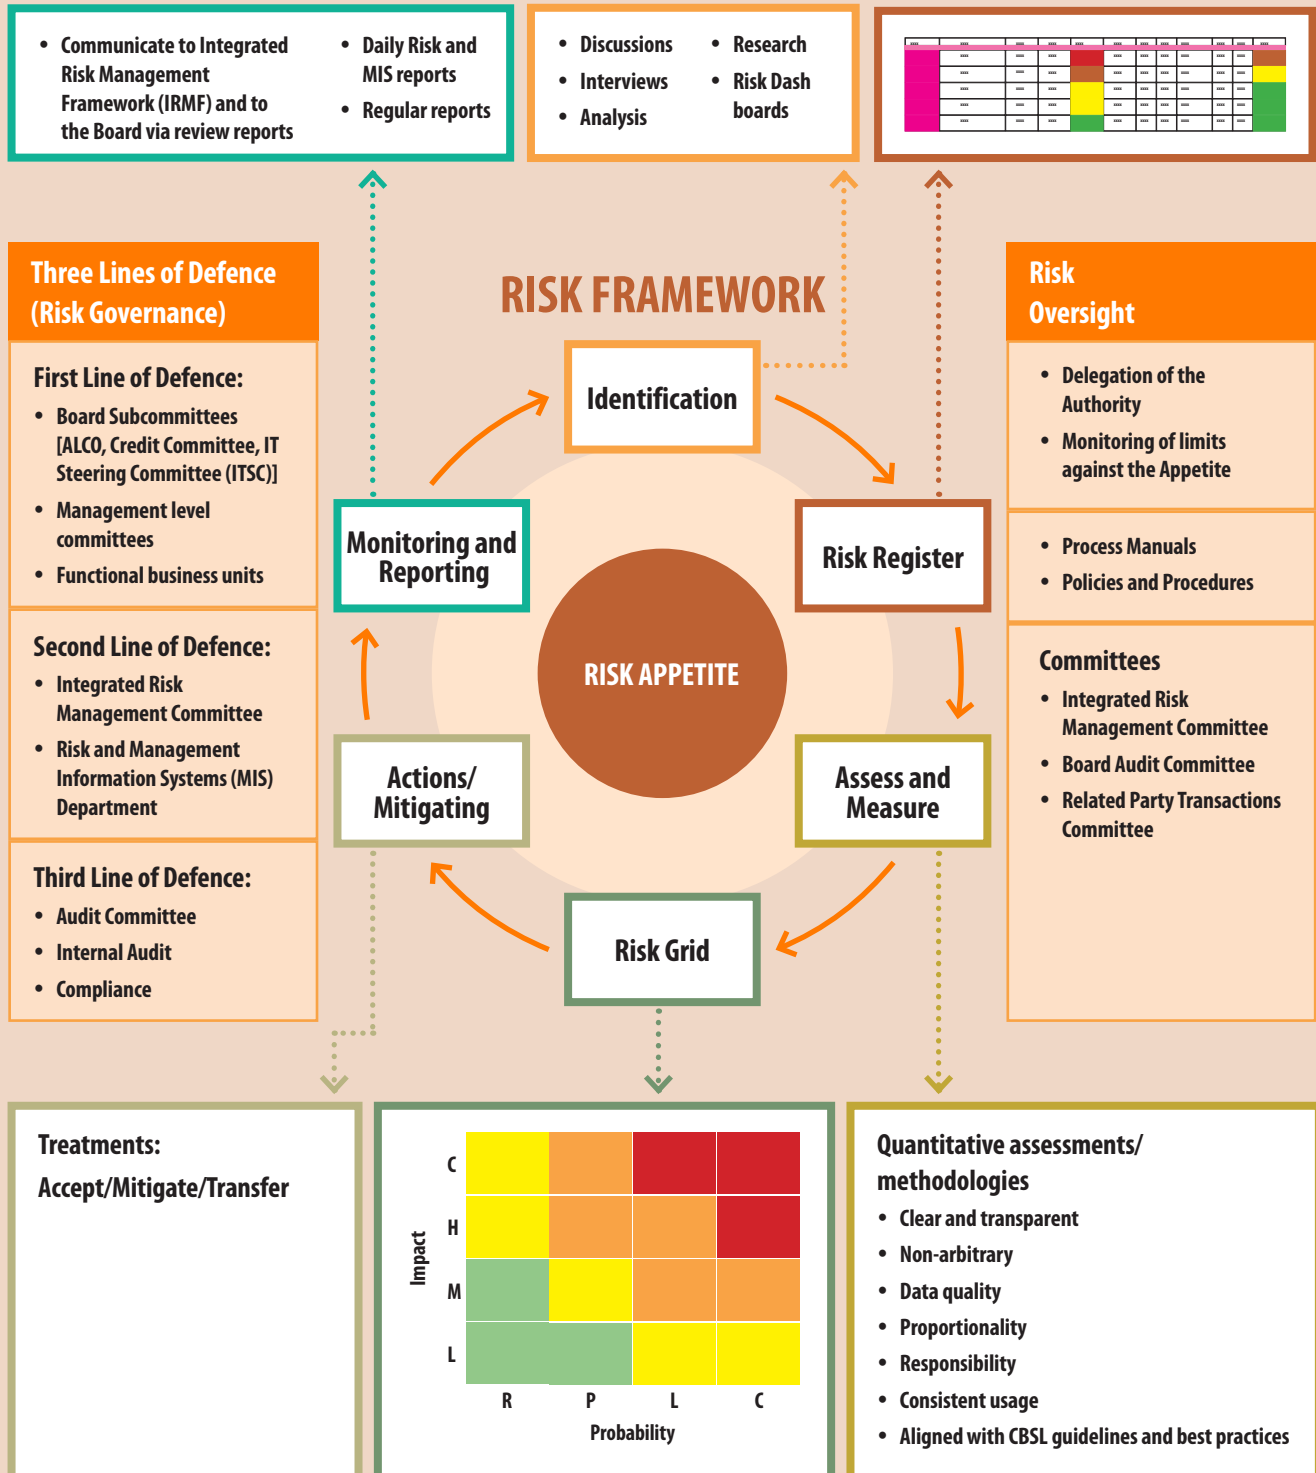 • Communicate to Integrated
Risk Management
Framework (IRMF) and to
the Board via review reports
• Daily Risk and
MIS reports
• Regular reports
• Discussions
• Interviews
• Analysis
• Research
• Risk Dash
boards
Three Lines of Defence
(Risk Governance)
First Line of Defence:
• Board Subcommittees
[ALCO, Credit Committee, IT
Steering Committee (ITSC)]
• Management level
committees
• Functional business units
Second Line of Defence:
• Integrated Risk
Management Committee
• Risk and Management
Information Systems (MIS)
Department
Third Line of Defence:
• Audit Committee
• Internal Audit
• Compliance
RISK FRAMEWORK
Identification
Risk Register
Assess and
Measure
Risk Grid
Actions/
Mitigating
Monitoring and
Reporting
RISK APPETITE
Risk
Oversight
• Delegation of the
Authority
• Monitoring of limits
against the Appetite
• Process Manuals
• Policies and Procedures
Committees
• Integrated Risk
Management Committee
• Board Audit Committee
• Related Party Transactions
Committee
Treatments:
Accept/Mitigate/Transfer
Impact
C
H
M
L
R P L C
Probability
Quantitative assessments/
methodologies
• Clear and transparent
• Non-arbitrary
• Data quality
• Proportionality
• Responsibility
• Consistent usage
• Aligned with CBSL guidelines and best practices